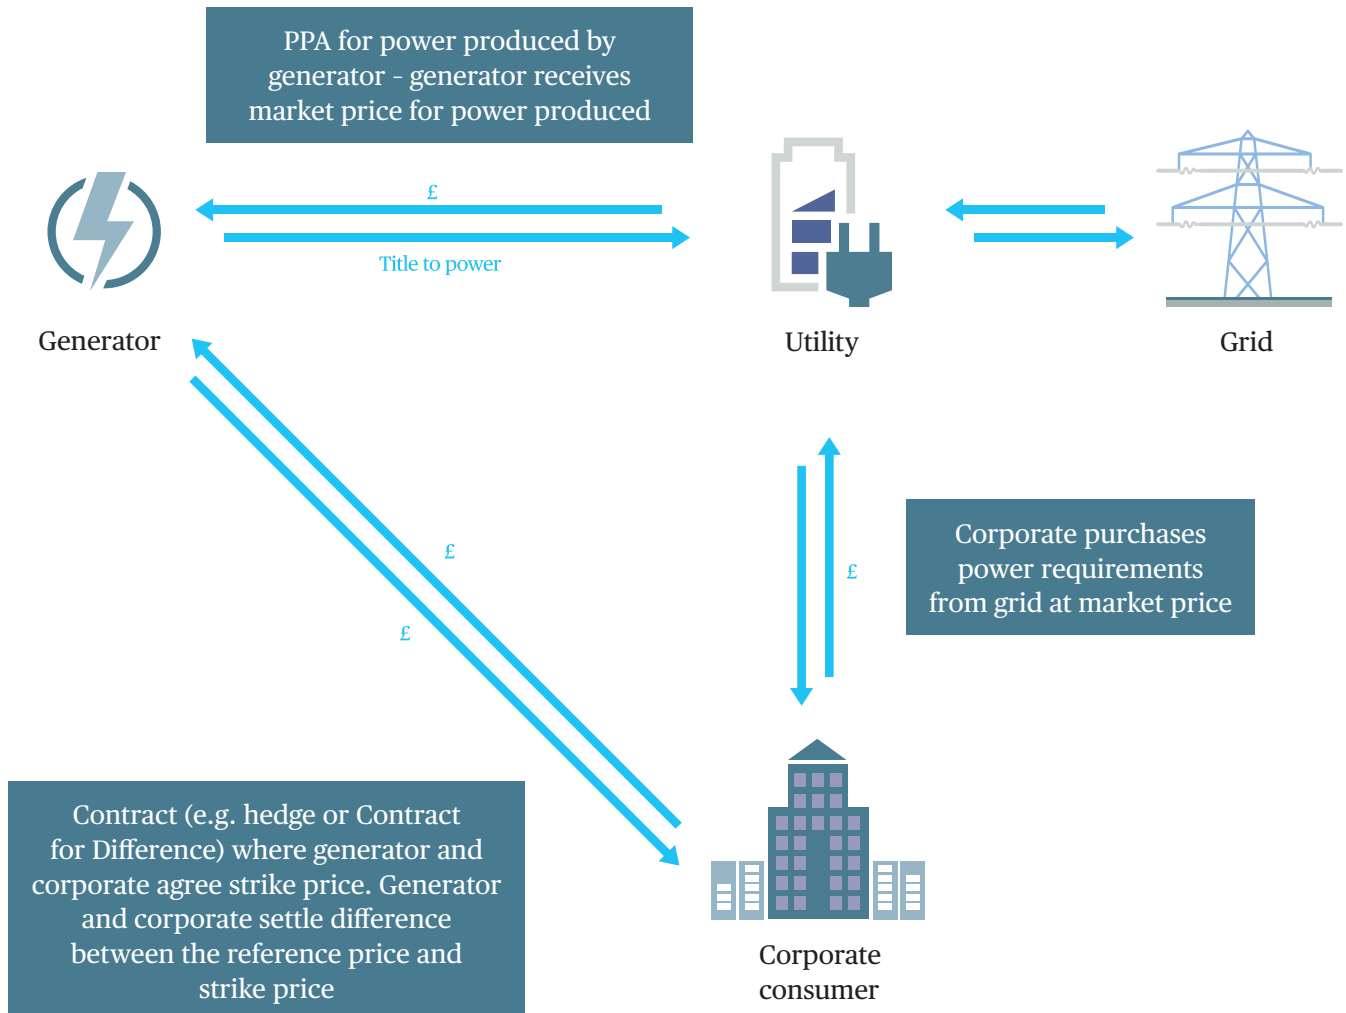 PPA for power produced by
generator – generator receives
market price for power produced
£
Title to power
Generator
Utility
Grid
£
£
£
Corporate purchases
power requirements
from grid at market price
Contract (e.g. hedge or Contract
for Difference) where generator and
corporate agree strike price. Generator
and corporate settle difference
between the reference price and
strike price
Corporate
consumer